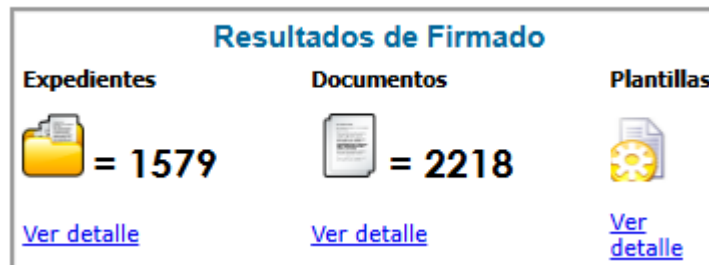 Resultados de Firmado
Expedientes Documentos Plantillas
= 1579 = 2218
Ver detalle Ver detalle Ver
detalle